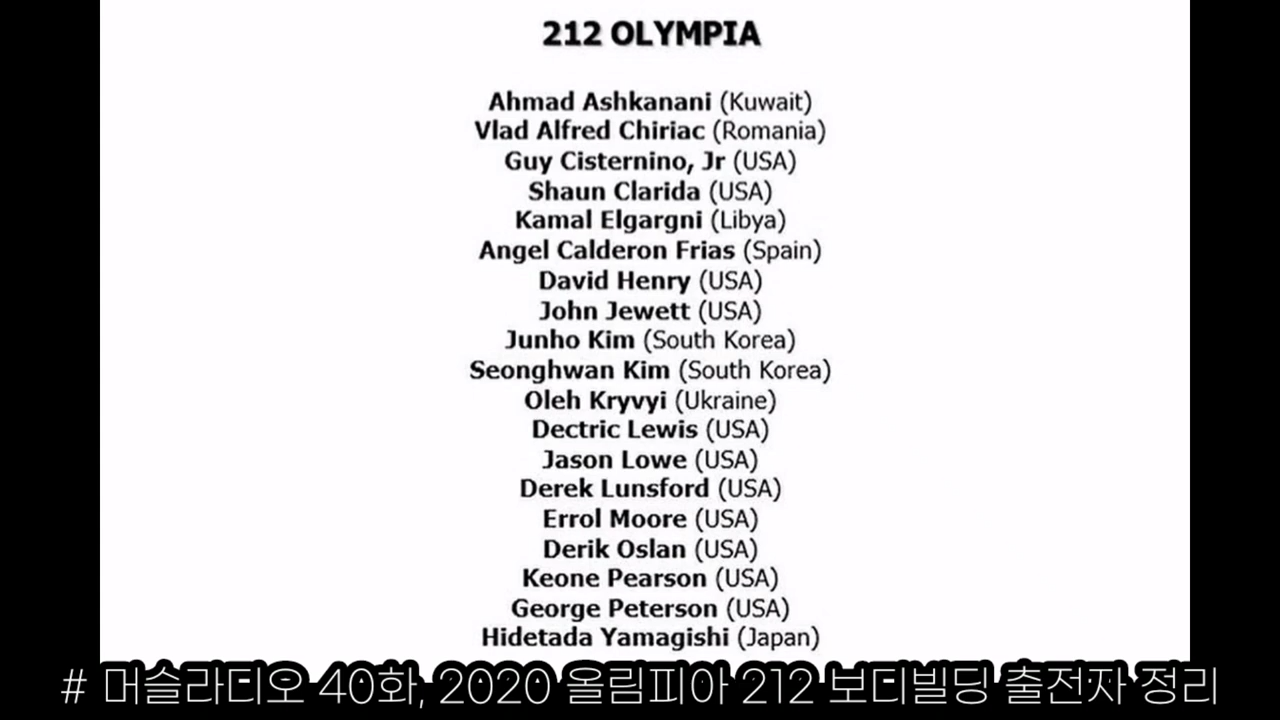 212 OLYMPIA
Ahmad Ashkanani (Kuwait)
Vlad Alfred Chiriac (Romania)
Guy Cisternino, Jr (USA)
Shaun Clarida (USA)
Kamal Elgargni (Libya)
Angel Calderon Frias (Spain)
David Henry (USA)
John Jewett (USA)
Junho Kim (South Korea)
Seonghwan Kim (South Korea)
Oleh Kryvyi (Ukraine)
Dectric Lewis (USA)
Jason Lowe (USA)
Derek Lunsford (USA)
Errol Moore (USA)
Derik Oslan (USA)
Keone Pearson (USA)
George Peterson (USA)
Hidetada Yamagishi (Japan)
# 머슬라디오 40화, 2020 올림피아 212 보디빌딩 출전자 정리